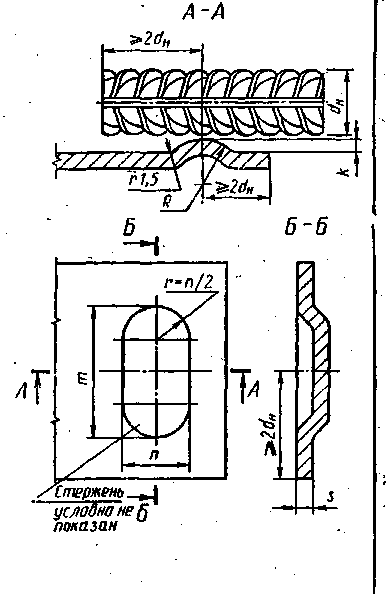 А-А
≥2dн
dн
k
r1,5
R
≥2dн
Б
Б-Б
r=n/2
m
А
А
n
≥2dн
s
Стержень
условно не
показан
Б